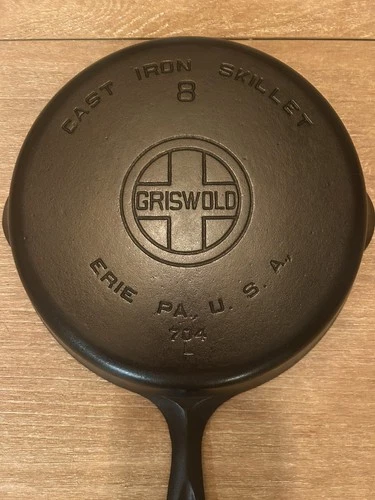 CAST IRON SKILLET
8
GRISWOLD
ERIE PA., U. S. A.,
704
L